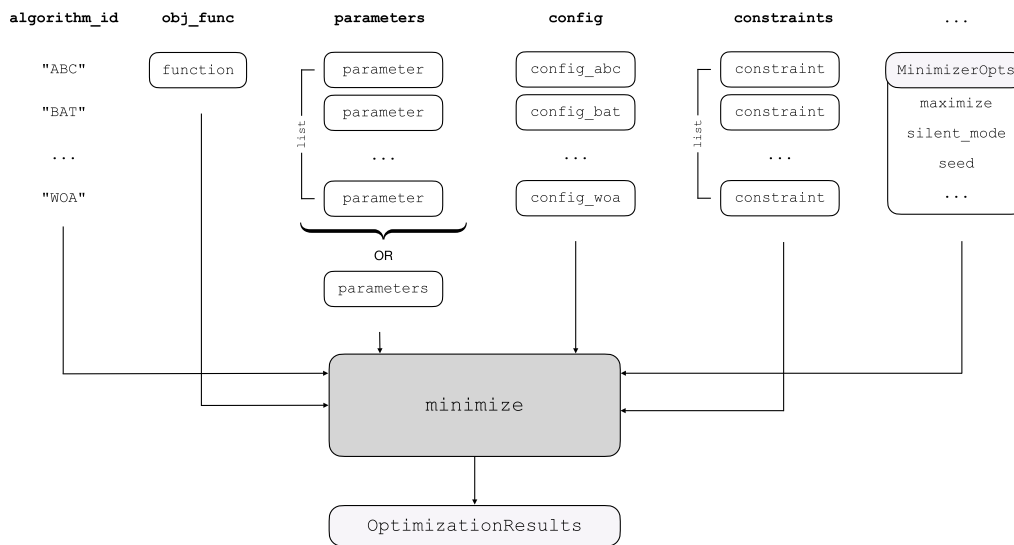 algorithm_id obj_func parameters config constraints ...
"ABC" function parameter config_abc constraint MinimizerOpts
"BAT" parameter config_bat constraint maximize
list list silent_mode
... ... ... ... seed
"WOA" parameter config_woa constraint ...
OR
parameters
minimize
OptimizationResults